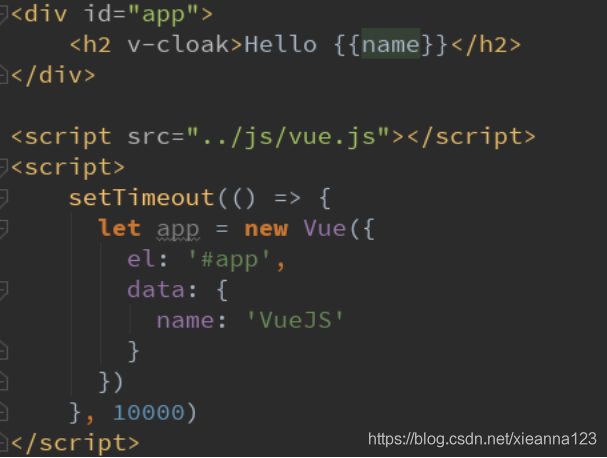 <div id="app">
    <h2 v-cloak>Hello {{name}}</h2>
</div>

<script src="../js/vue.js"></script>
<script>
    setTimeout(() => {
      let app = new Vue({
        el: '#app',
        data: {
          name: 'VueJS'
        }
      })
    }, 10000)
</script>
https://blog.csdn.net/xieanna123